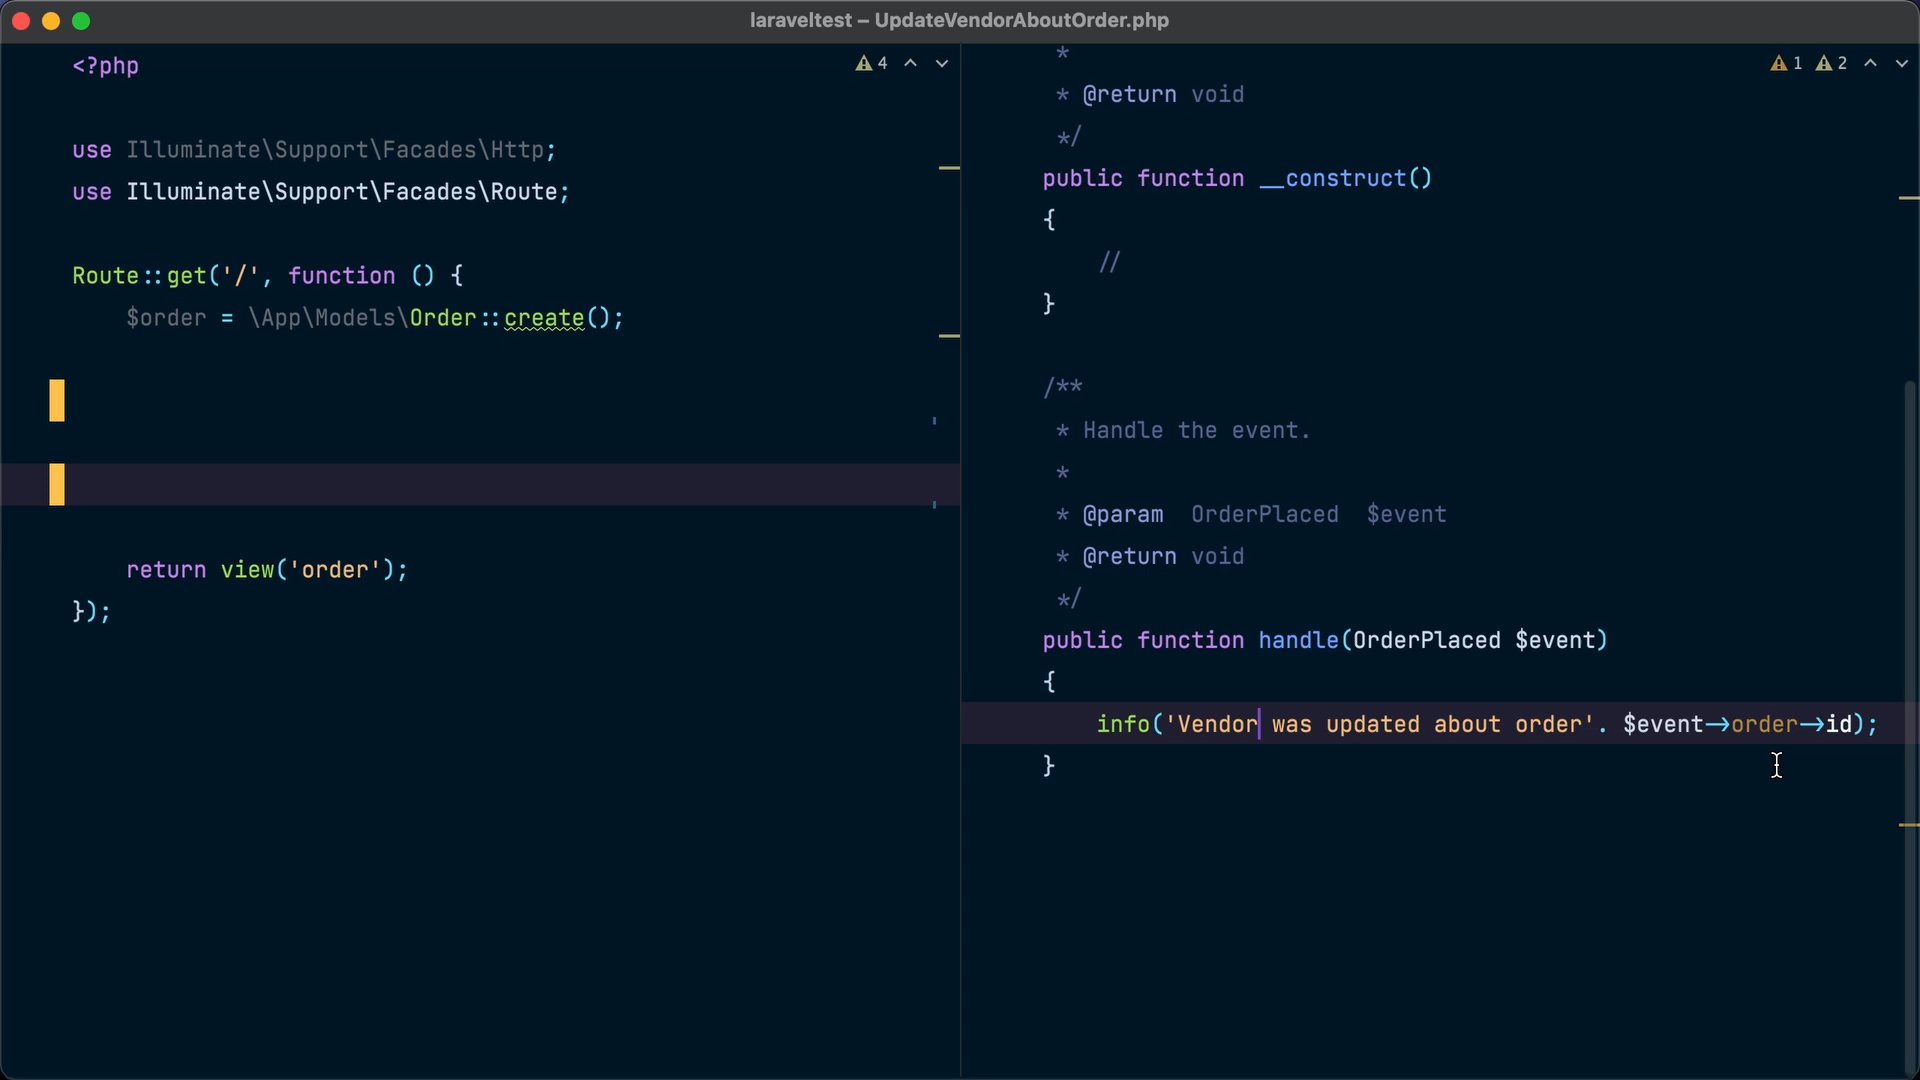 laraveltest – UpdateVendorAboutOrder.php
<?php
4
use Illuminate\Support\Facades\Http;
use Illuminate\Support\Facades\Route;
Route::get('/', function () {
$order = \App\Models\Order::create();
return view('order');
});
1 2
*
* @return void
*/
public function __construct()
{
//
}
/**
* Handle the event.
*
* @param OrderPlaced $event
* @return void
*/
public function handle(OrderPlaced $event)
{
info('Vendor was updated about order'. $event->order->id);
}